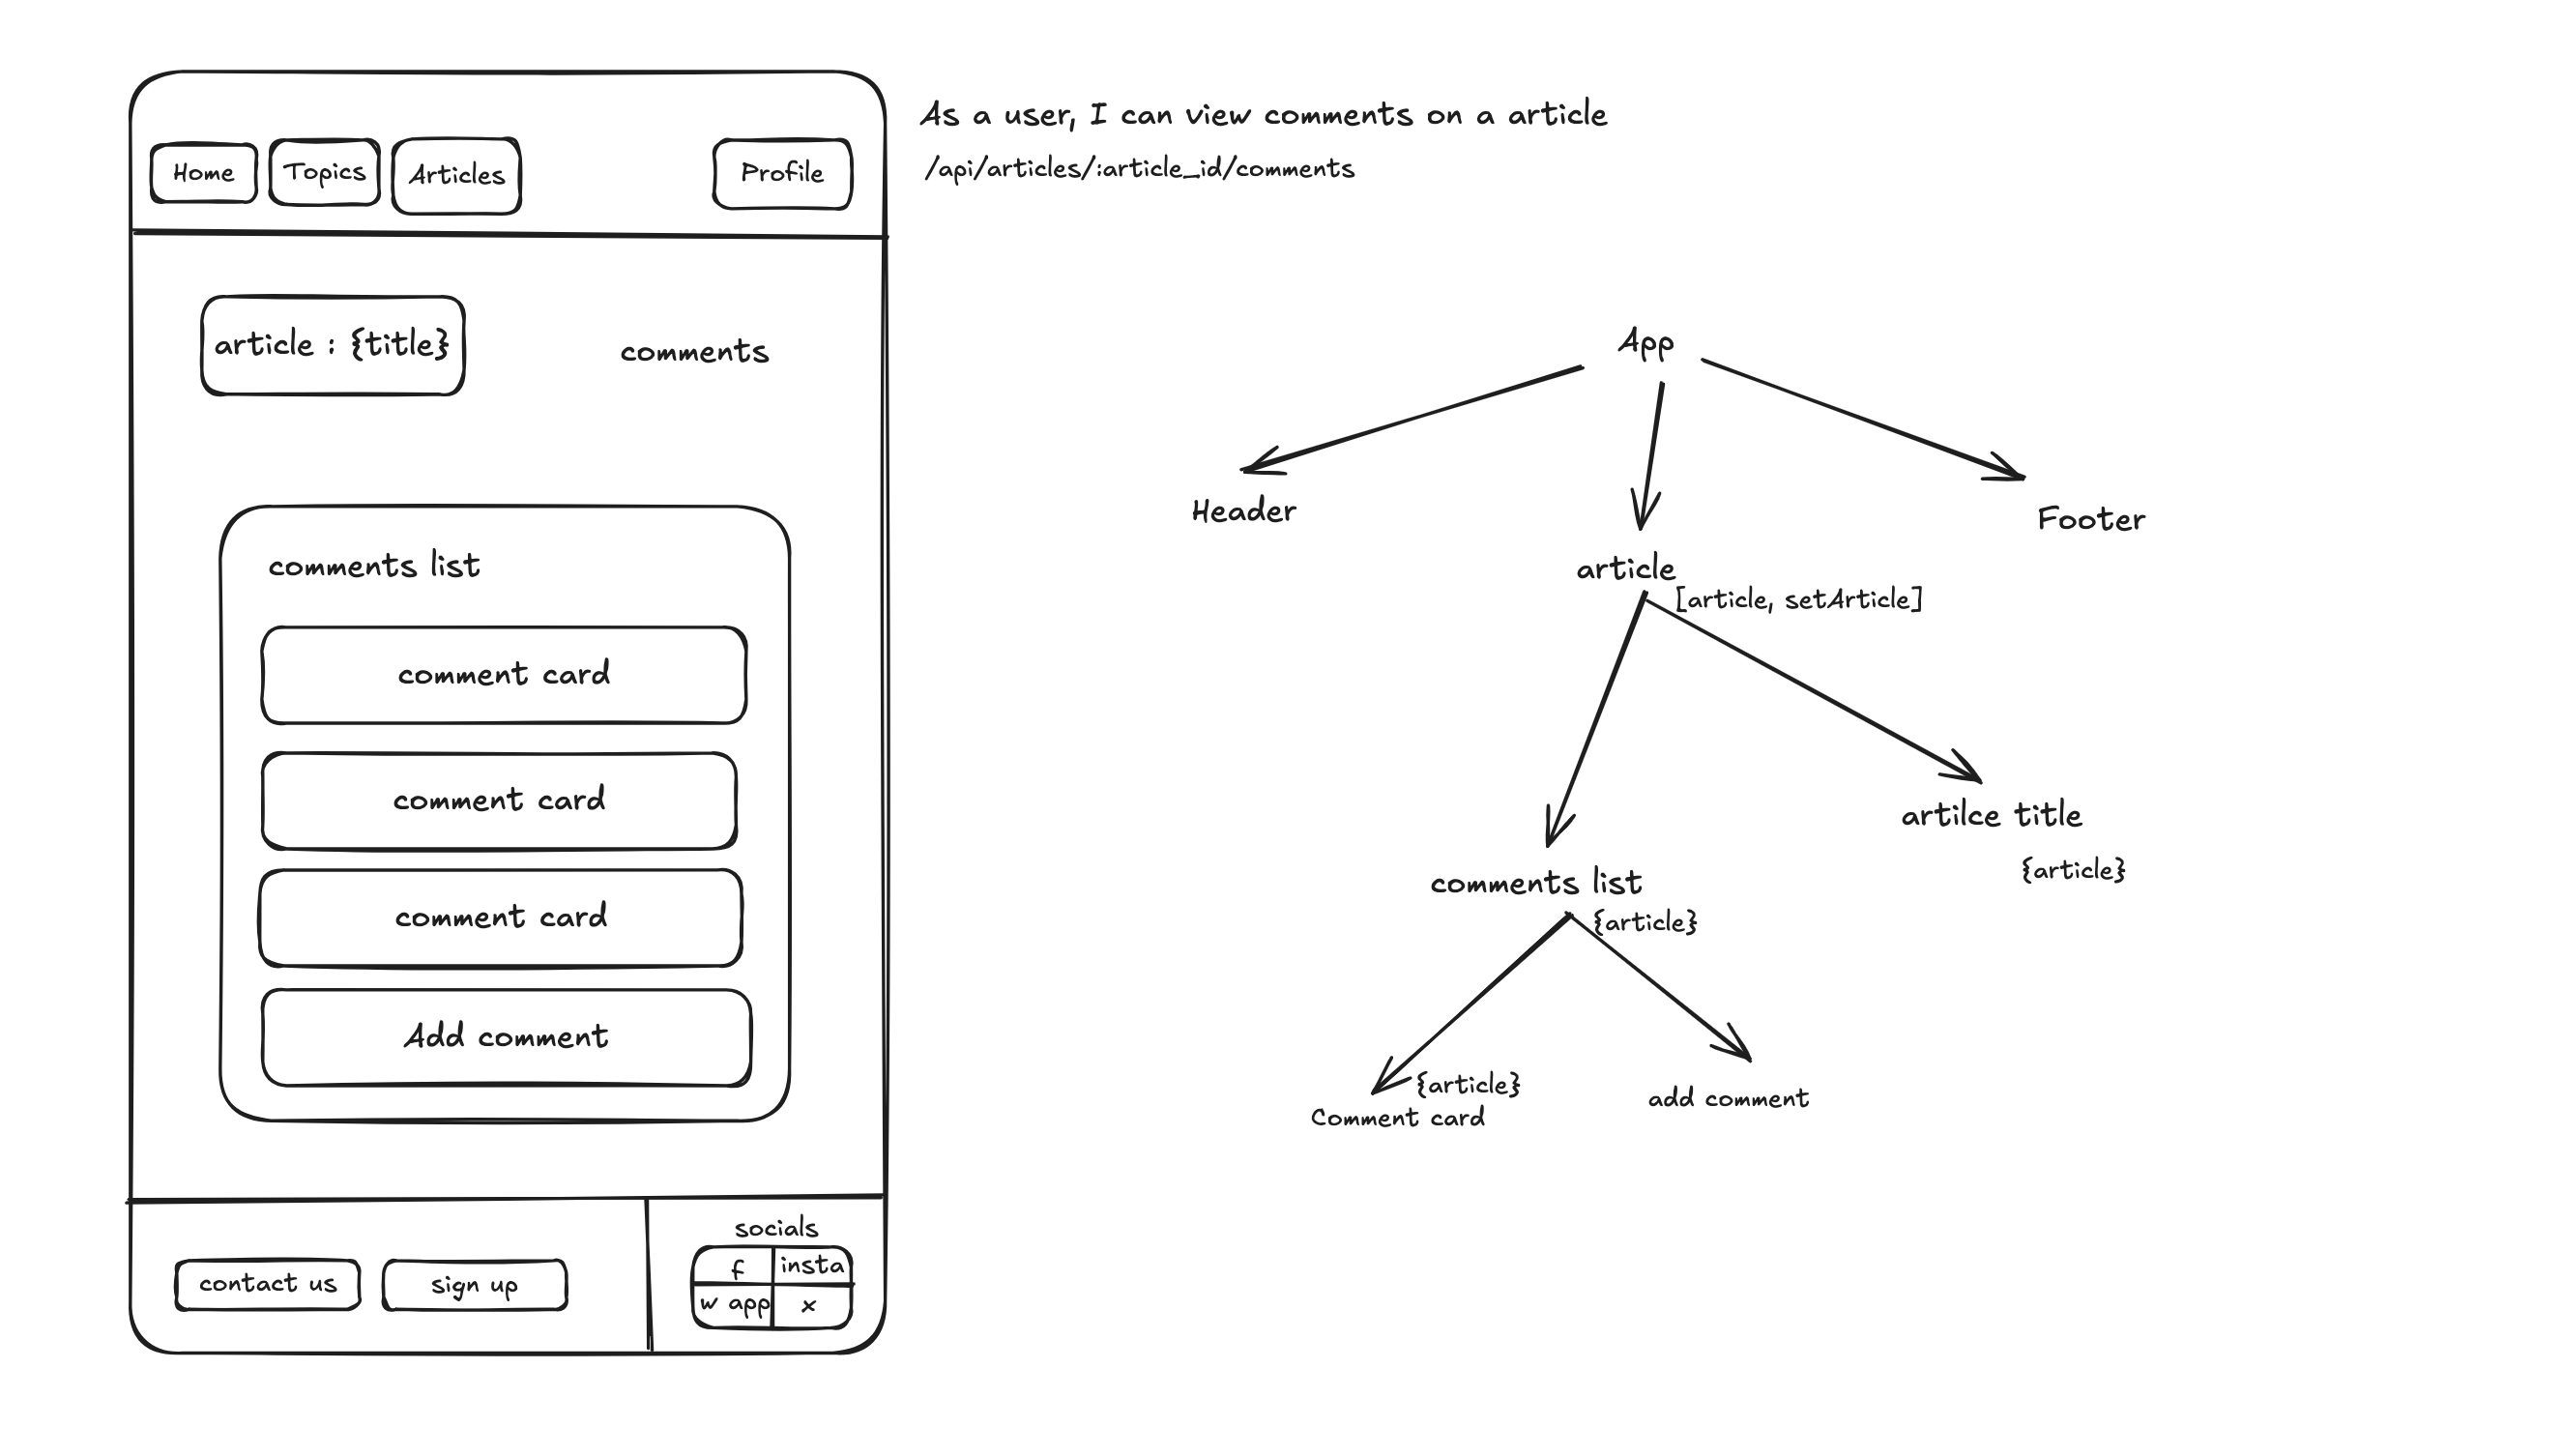 Home
Topics
Articles
Profile
article : {title}
comments
comments list
comment card
comment card
comment card
Add comment
contact us
sign up
socials
f
insta
w app
x
As a user, I can view comments on a article
/api/articles/:article_id/comments
App
Header
article
[article, setArticle]
Footer
comments list
{article}
artilce title
{article}
{article}
Comment card
add comment